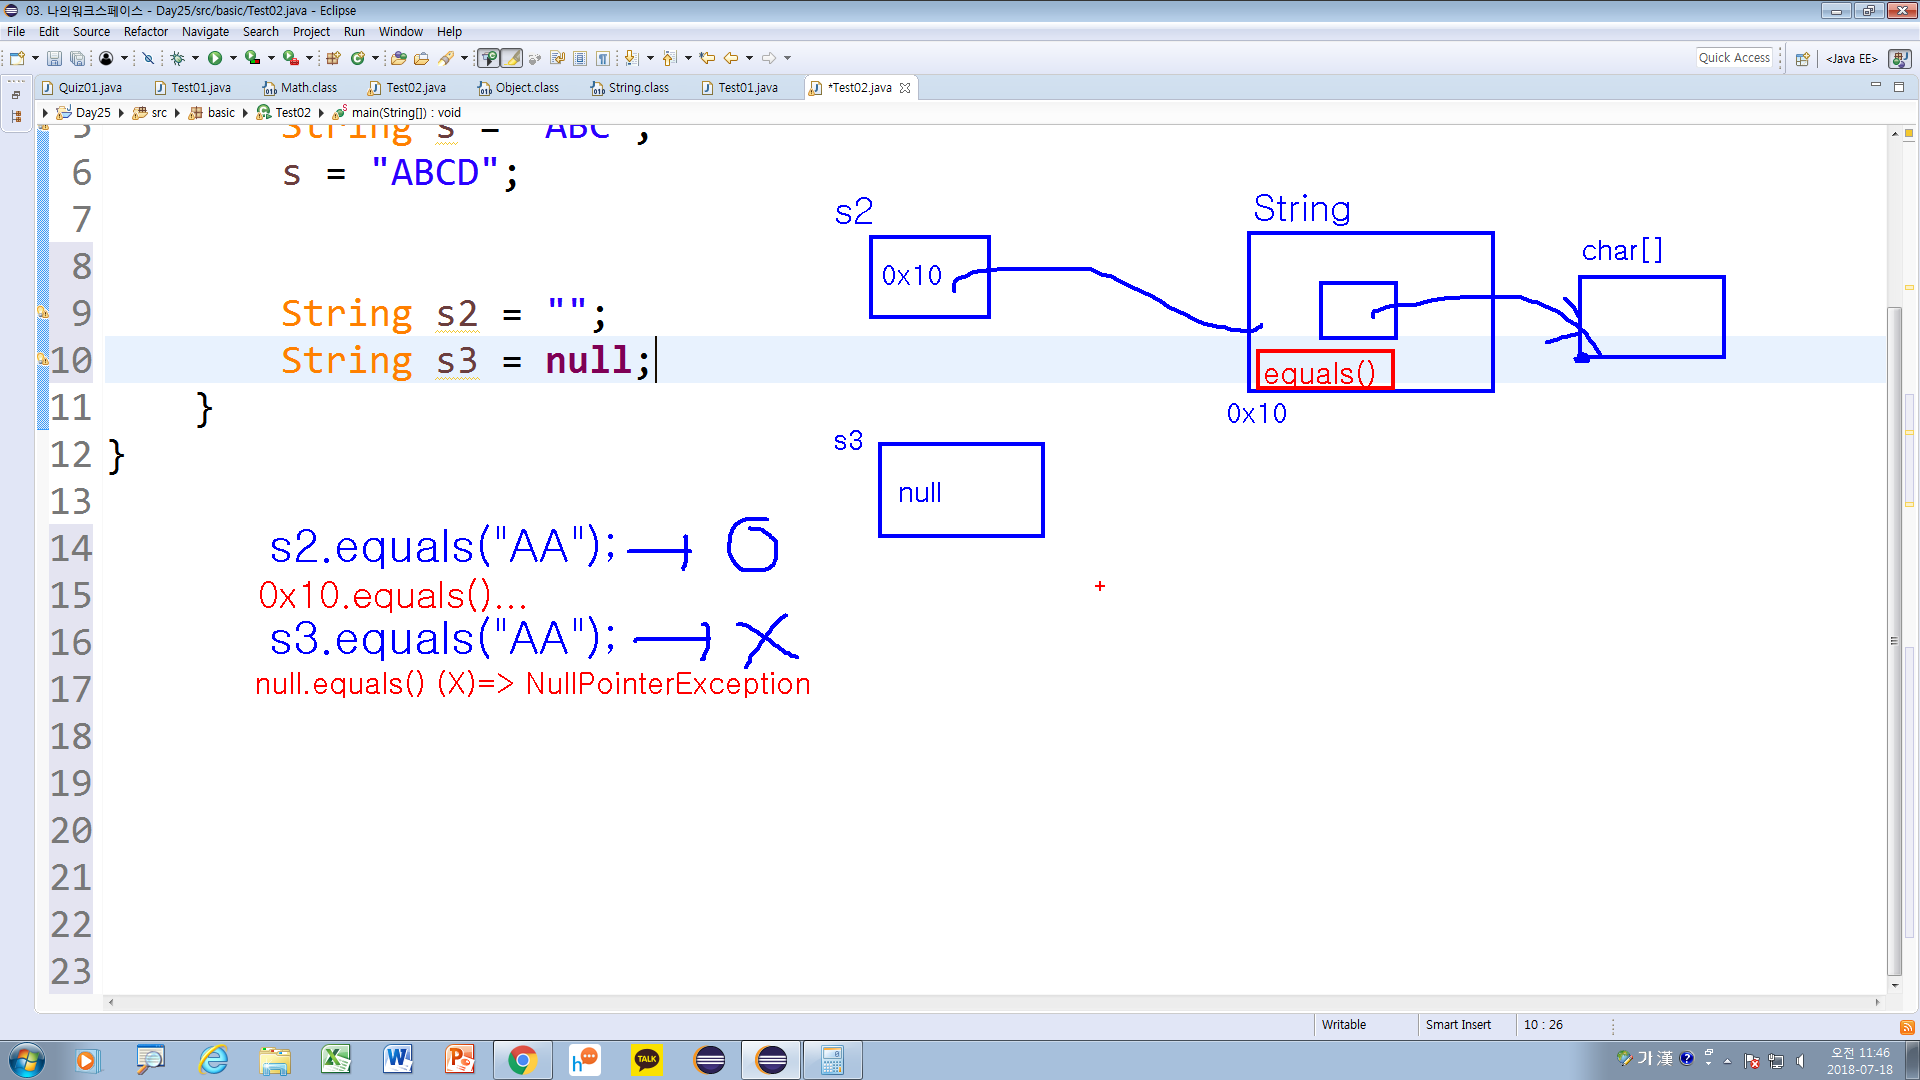 03. 나의워크스페이스 - Day25/src/basic/Test02.java - Eclipse
File Edit Source Refactor Navigate Search Project Run Window Help
Quick Access <Java EE>
Quiz01.java Test01.java Math.class Test02.java Object.class String.class Test01.java *Test02.java
Day25 src basic Test02 main(String[]) : void
5 String s = "ABC";
6 s = "ABCD";
7
8
9 String s2 = "";
10 String s3 = null;
11 }
12 }
13
14
15
16
17
18
19
20
21
22
23
s2
0x10
String
equals()
0x10
char[]
s3
null
s2.equals("AA");
0x10.equals()...
s3.equals("AA"); X
null.equals() (X)=> NullPointerException
Writable Smart Insert 10 : 26
TALK
가 漢
오전 11:46
2018-07-18